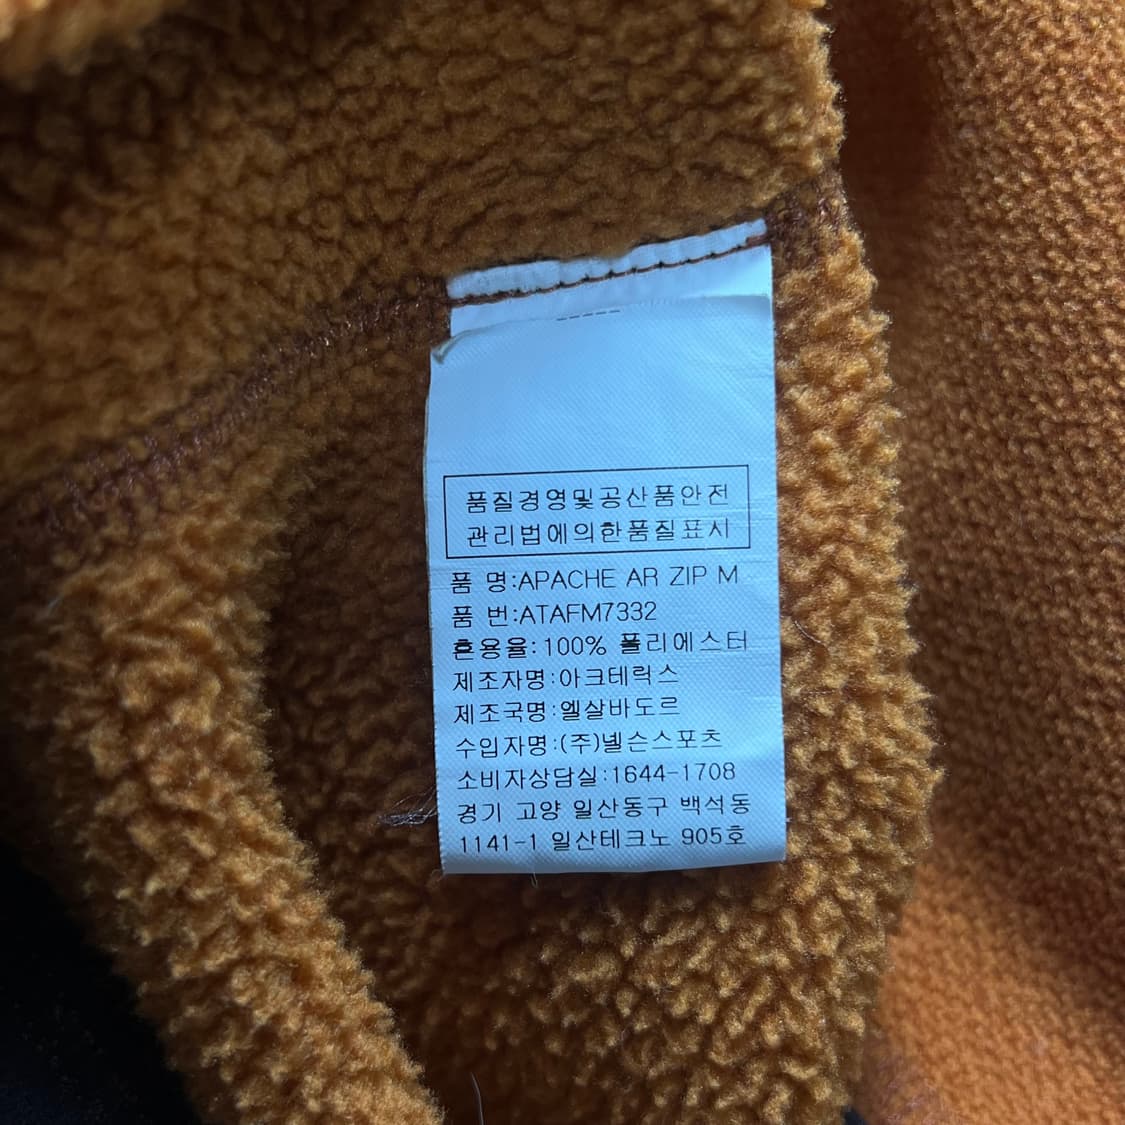 품질경영및공산품안전
관리법에의한품질표시
품 명:APACHE AR ZIP M
품 번:ATAFM7332
혼용율:100% 폴리에스터
제조자명:아크테릭스
제조국명:엘살바도르
수입자명:(주)넬슨스포츠
소비자상담실:1644-1708
경기 고양 일산동구 백석동
1141-1 일산테크노 905호